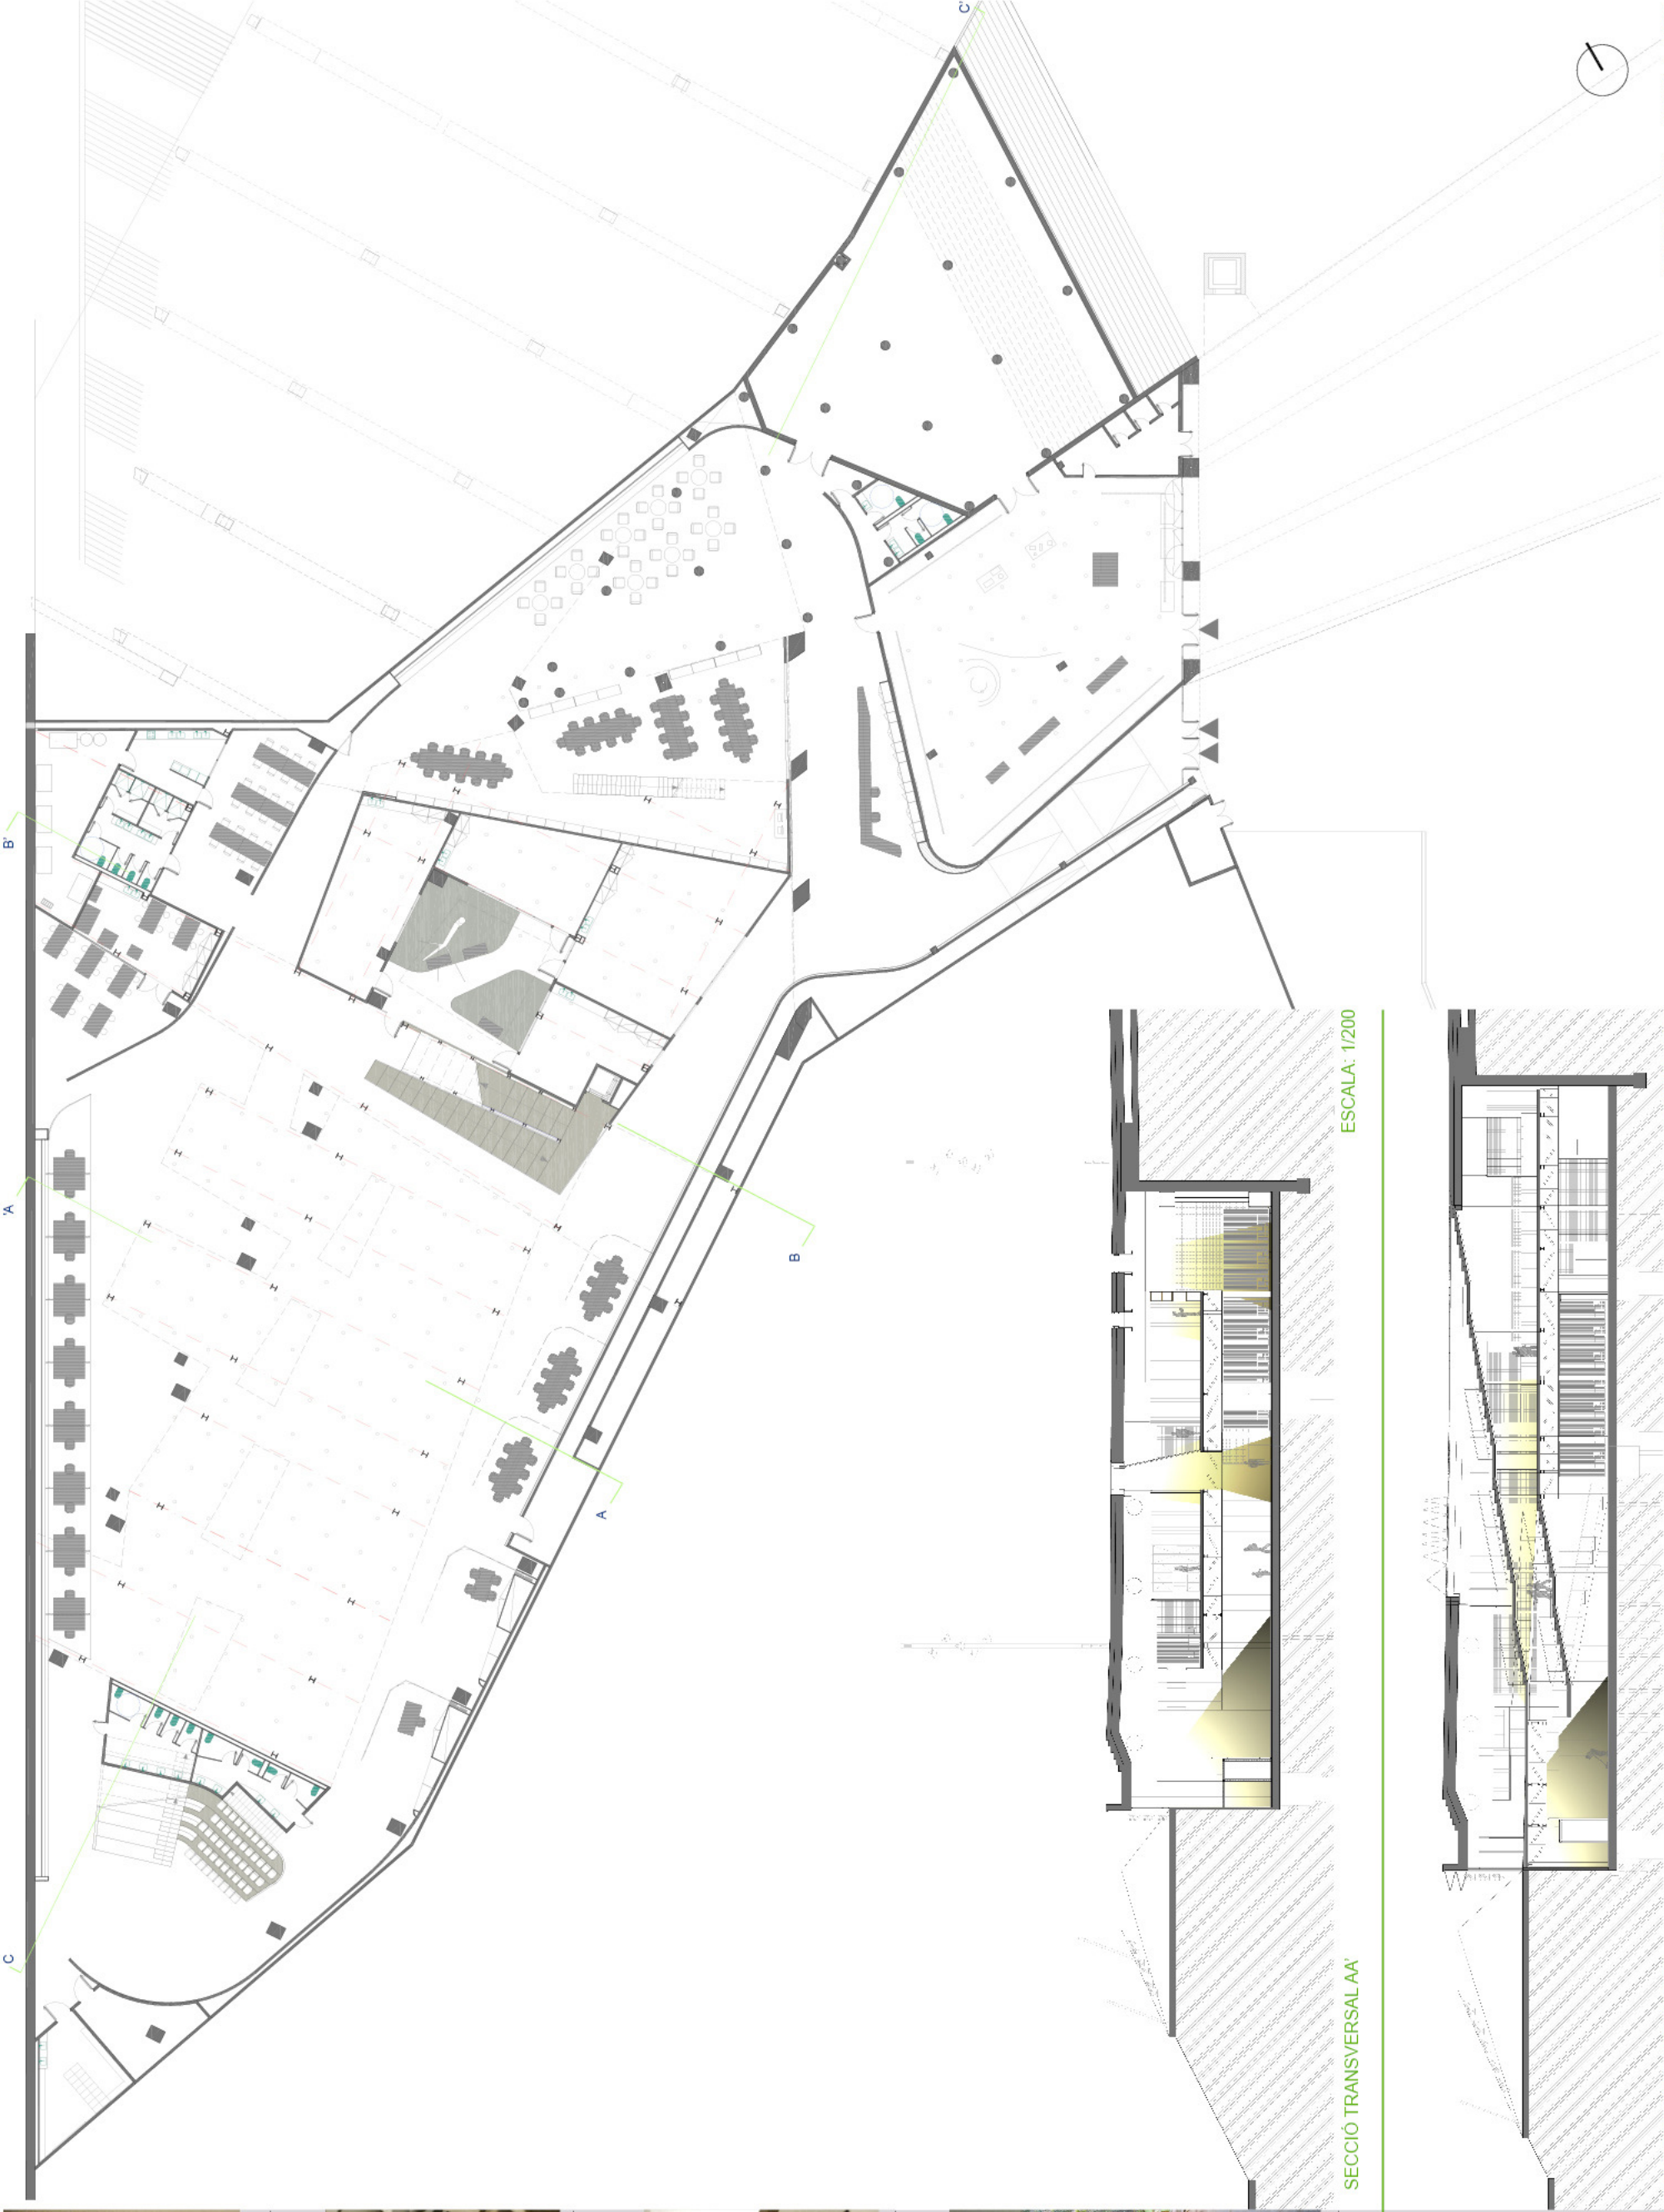 C'
B'
'A
B
A
C
ESCALA: 1/200
SECCIÓ TRANSVERSAL AA'